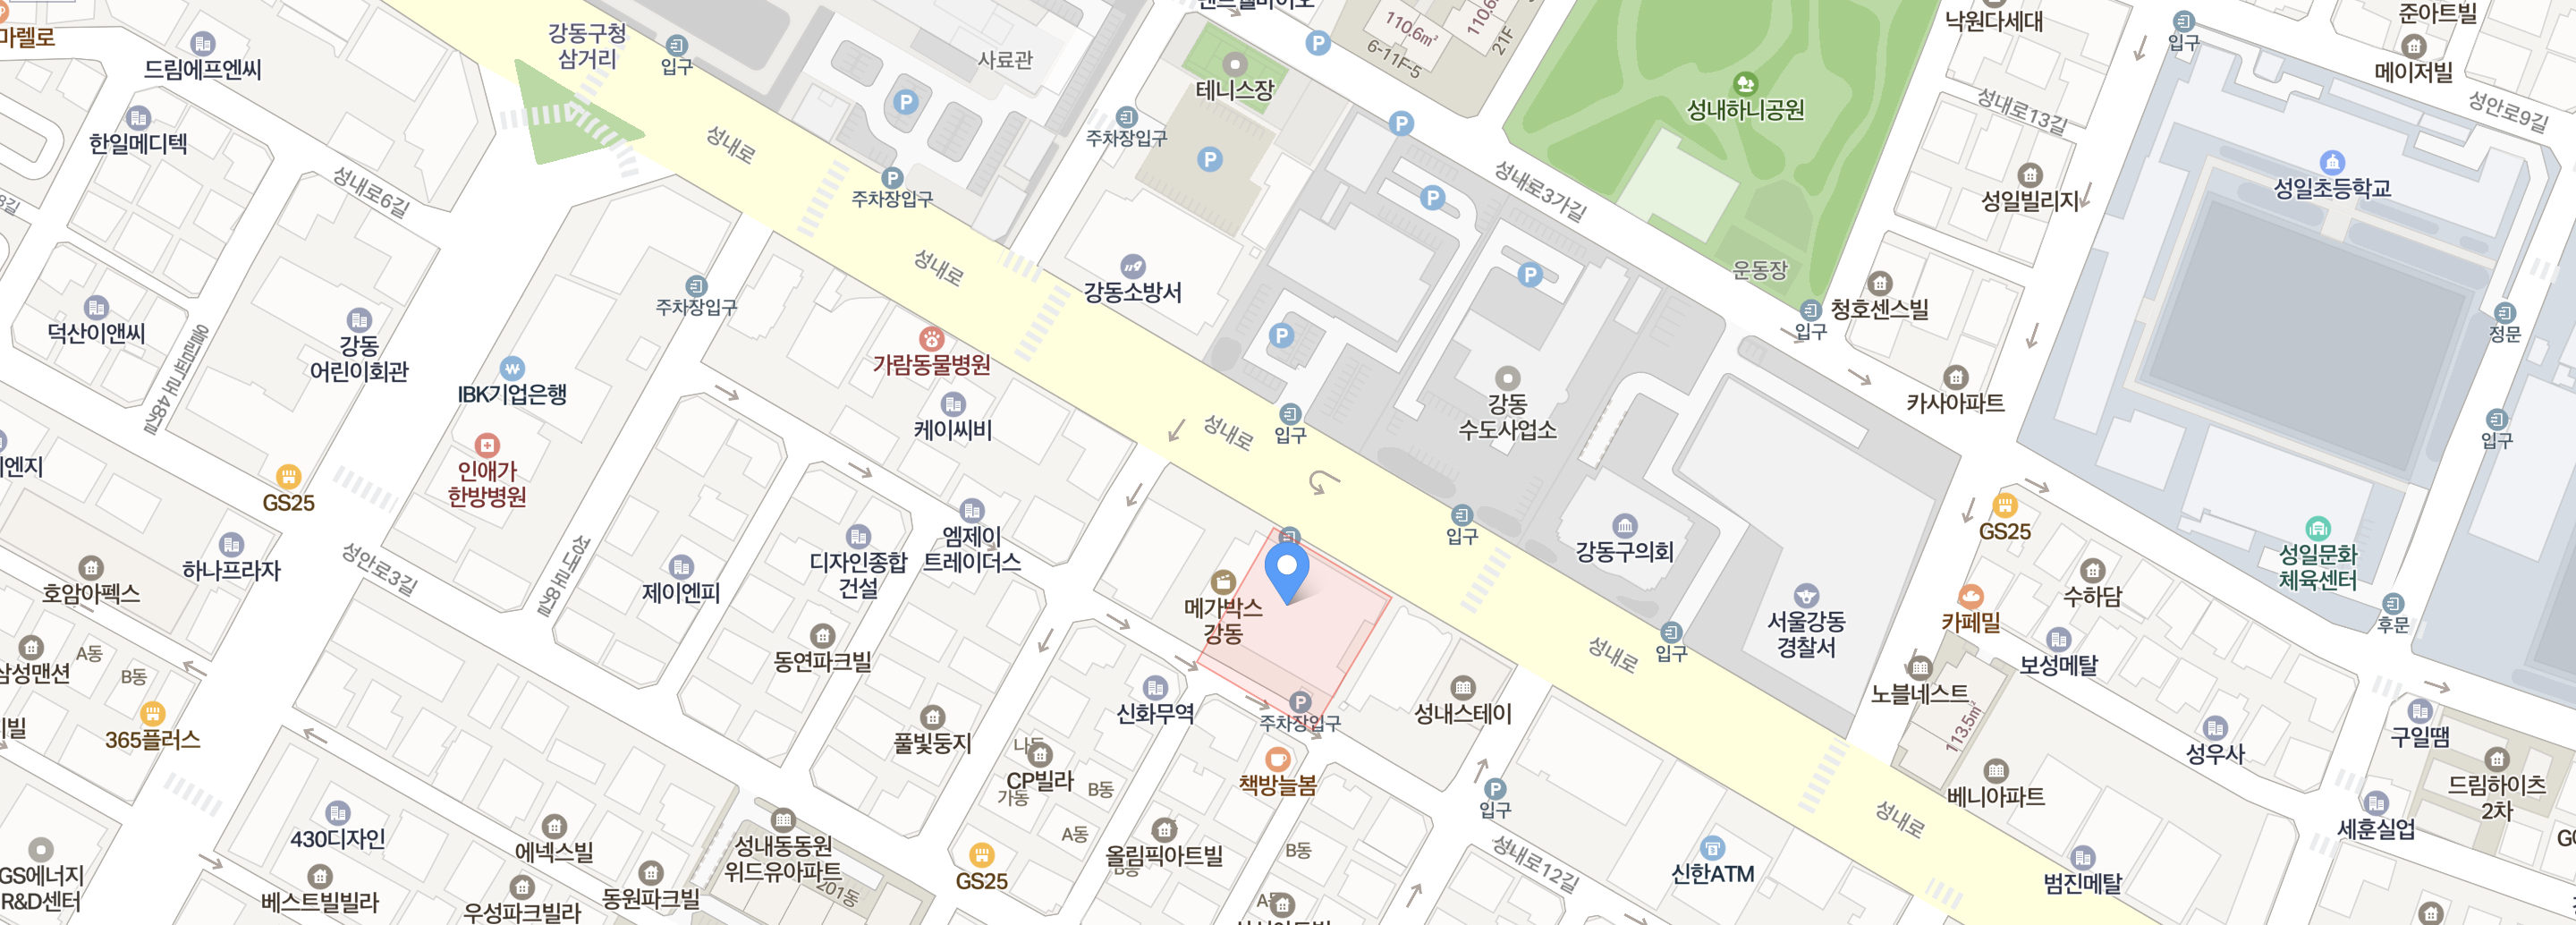 마렐로
드림에프엔씨
강동구청
삼거리
입구
사료관
테니스장
110.6m²
6-11F-5
21F
성내하니공원
낙원다세대
입구
준아트빌
메이저빌
성안로9길
성내로13길
한일메디텍
성내로
주차장입구
성내로6길
주차장입구
성내로3가길
성일빌리지
성일초등학교
덕산이앤씨
강동
어린이회관
IBK기업은행
주차장입구
성내로
강동소방서
운동장
청호센스빌
입구
정문
가람동물병원
케이씨비
성내로
입구
강동
수도사업소
카사아파트
입구
GS25
인애가
한방병원
엠제이
트레이더스
입구
강동구의회
GS25
성일문화
체육센터
호암아펙스
하나프라자
성안로3길
성내로8길
제이엔피
디자인종합
건설
메가박스
강동
성내로
입구
서울강동
경찰서
카페밀
수하담
후문
보성메탈
삼성맨션
A동
B동
365플러스
동연파크빌
풀빛둥지
신화무역
주차장입구
성내스테이
노블네스트
113.5m²
구일땜
성우사
드림하이츠
2차
CP빌라
가동
B동
책방늘봄
입구
베니아파트
세훈실업
430디자인
에넥스빌
성내동동원
위드유아파트
201동
A동
올림픽아트빌
B동
성내로12길
신한ATM
성내로
범진메탈
GS에너지
R&D센터
베스트빌빌라
우성파크빌라
동원파크빌
GS25